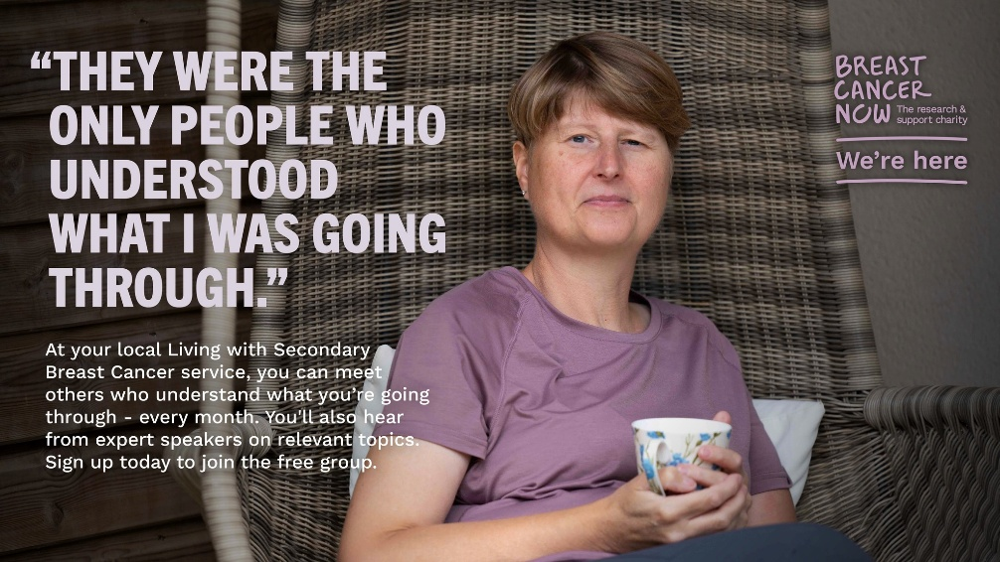 “THEY WERE THE
ONLY PEOPLE WHO
UNDERSTOOD
WHAT I WAS GOING
THROUGH.”
At your local Living with Secondary
Breast Cancer service, you can meet
others who understand what you’re going
through - every month. You'll also hear
from expert speakers on relevant topics.
Sign up today to join the free group.
BREAST
CANCER
NOW The research &
support charity
We’re here